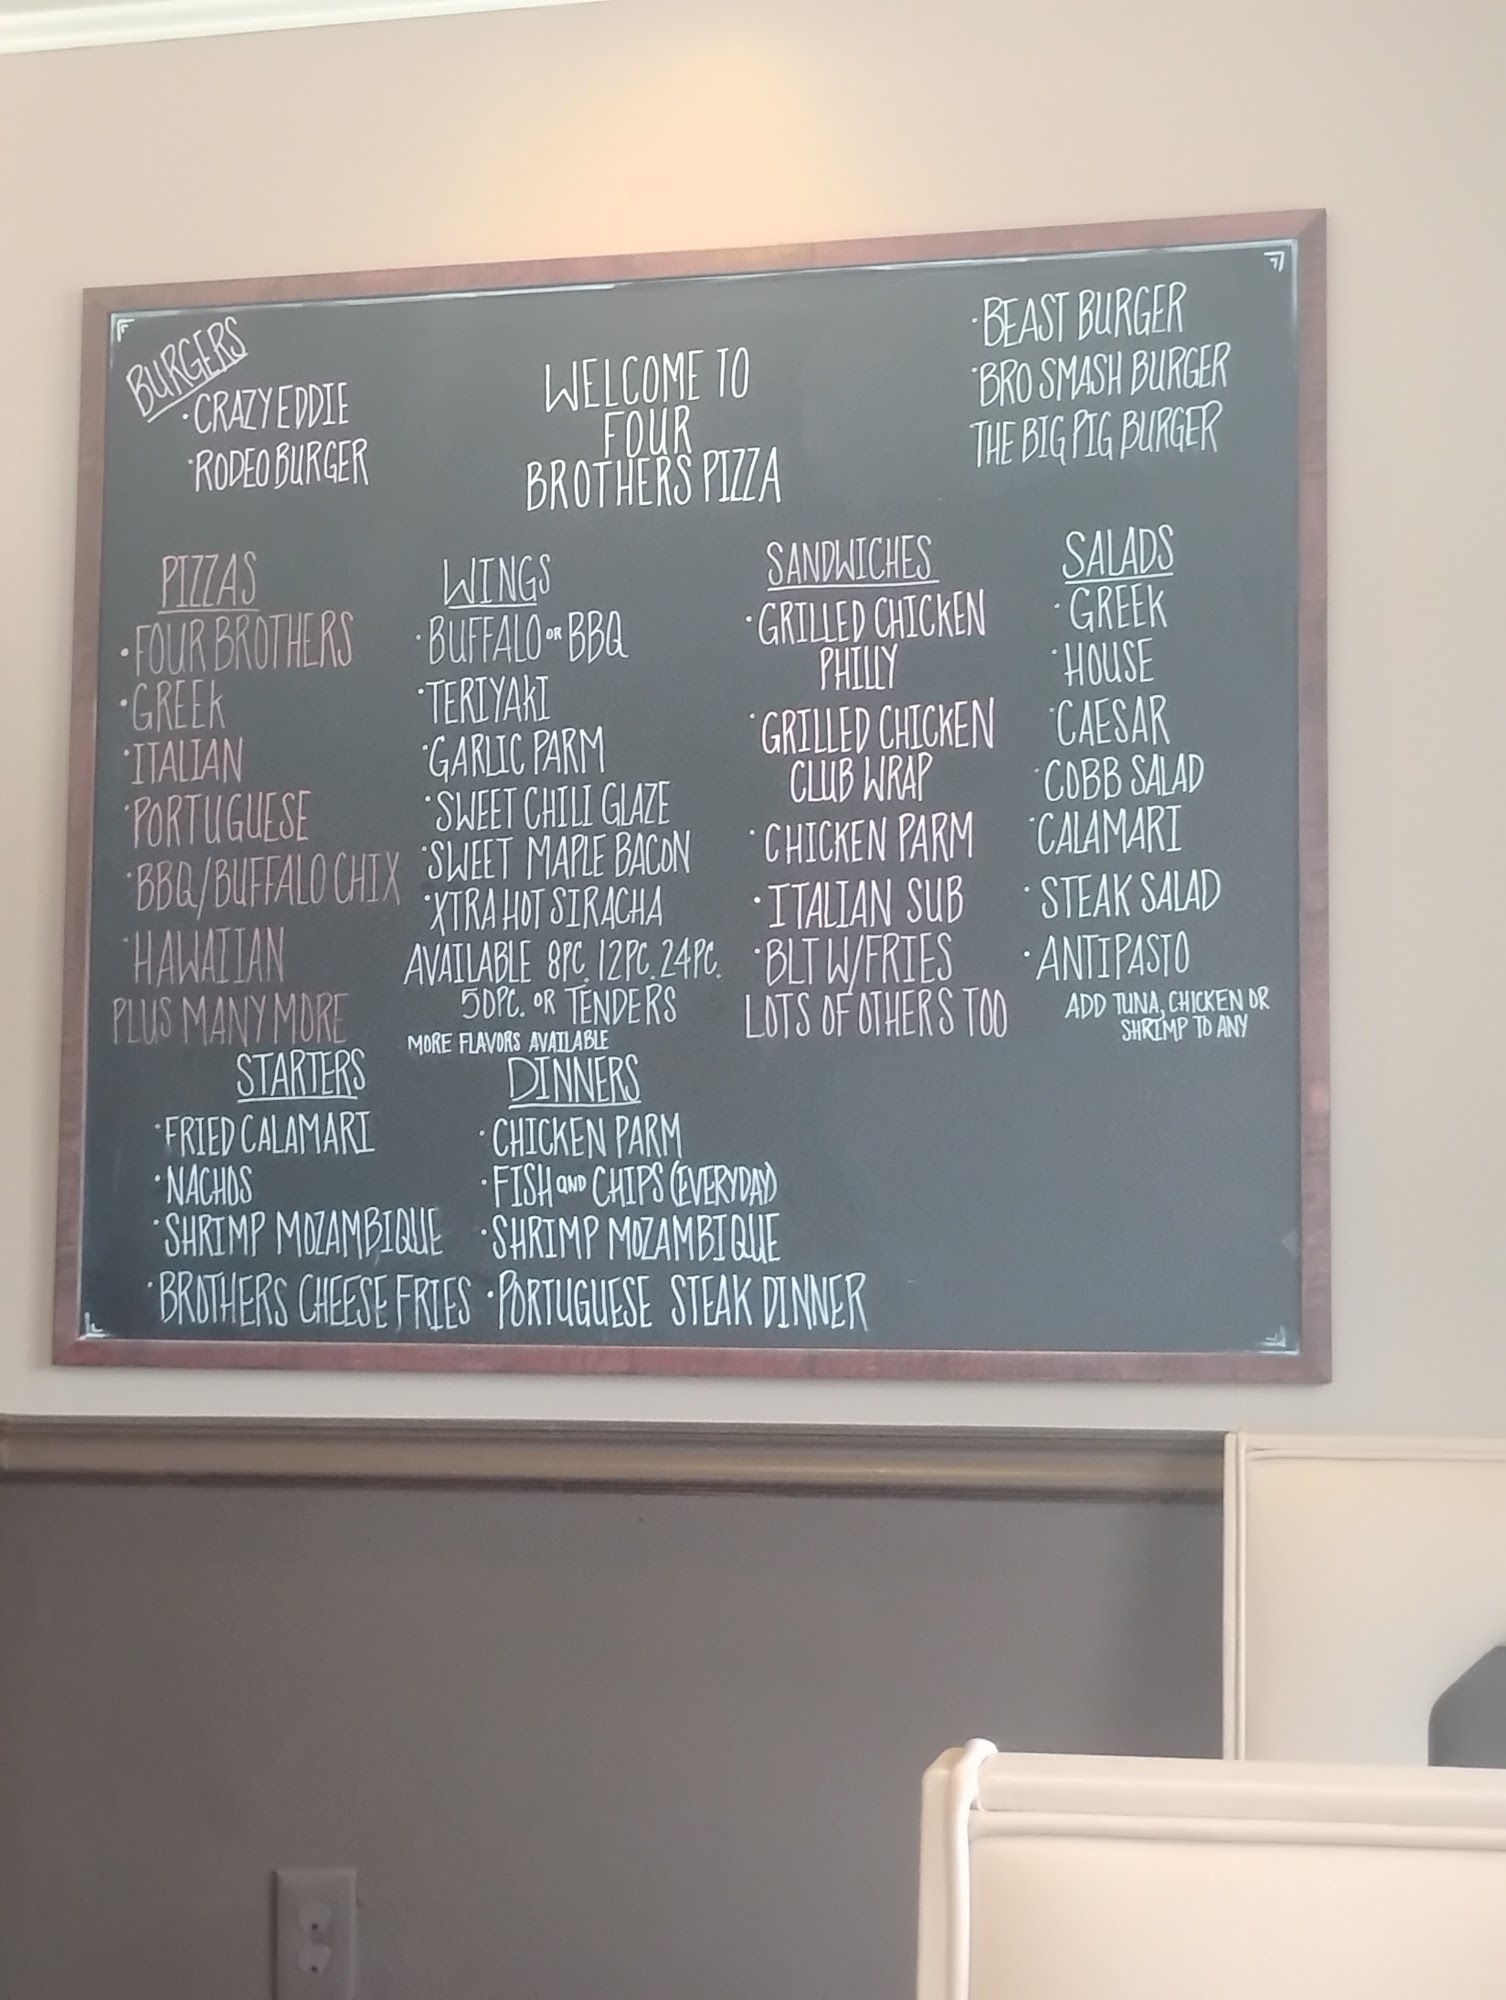 BURGERS
· CRAZY EDDIE
· RODEO BURGER
WELCOME TO
FOUR
BROTHERS PIZZA
· BEAST BURGER
· BRO SMASH BURGER
THE BIG PIG BURGER
PIZZAS
· FOUR BROTHERS
· GREEK
· ITALIAN
· PORTUGUESE
· BBQ/BUFFALO CHIX
· HAWAIIAN
PLUS MANY MORE
WINGS
· BUFFALO OR BBQ
· TERIYAKI
· GARLIC PARM
· SWEET CHILI GLAZE
· SWEET MAPLE BACON
· XTRA HOT SIRACHA
AVAILABLE 8PC. 12PC. 24PC.
50PC. OR TENDERS
MORE FLAVORS AVAILABLE
SANDWICHES
· GRILLED CHICKEN
PHILLY
· GRILLED CHICKEN
CLUB WRAP
· CHICKEN PARM
· ITALIAN SUB
· BLT W/FRIES
LOTS OF OTHERS TOO
SALADS
· GREEK
· HOUSE
· CAESAR
· COBB SALAD
· CALAMARI
· STEAK SALAD
· ANTIPASTO
ADD TUNA, CHICKEN OR
SHRIMP TO ANY
STARTERS
· FRIED CALAMARI
· NACHOS
· SHRIMP MOZAMBIQUE
· BROTHERS CHEESE FRIES
DINNERS
· CHICKEN PARM
· FISH AND CHIPS (EVERYDAY)
· SHRIMP MOZAMBIQUE
· PORTUGUESE STEAK DINNER